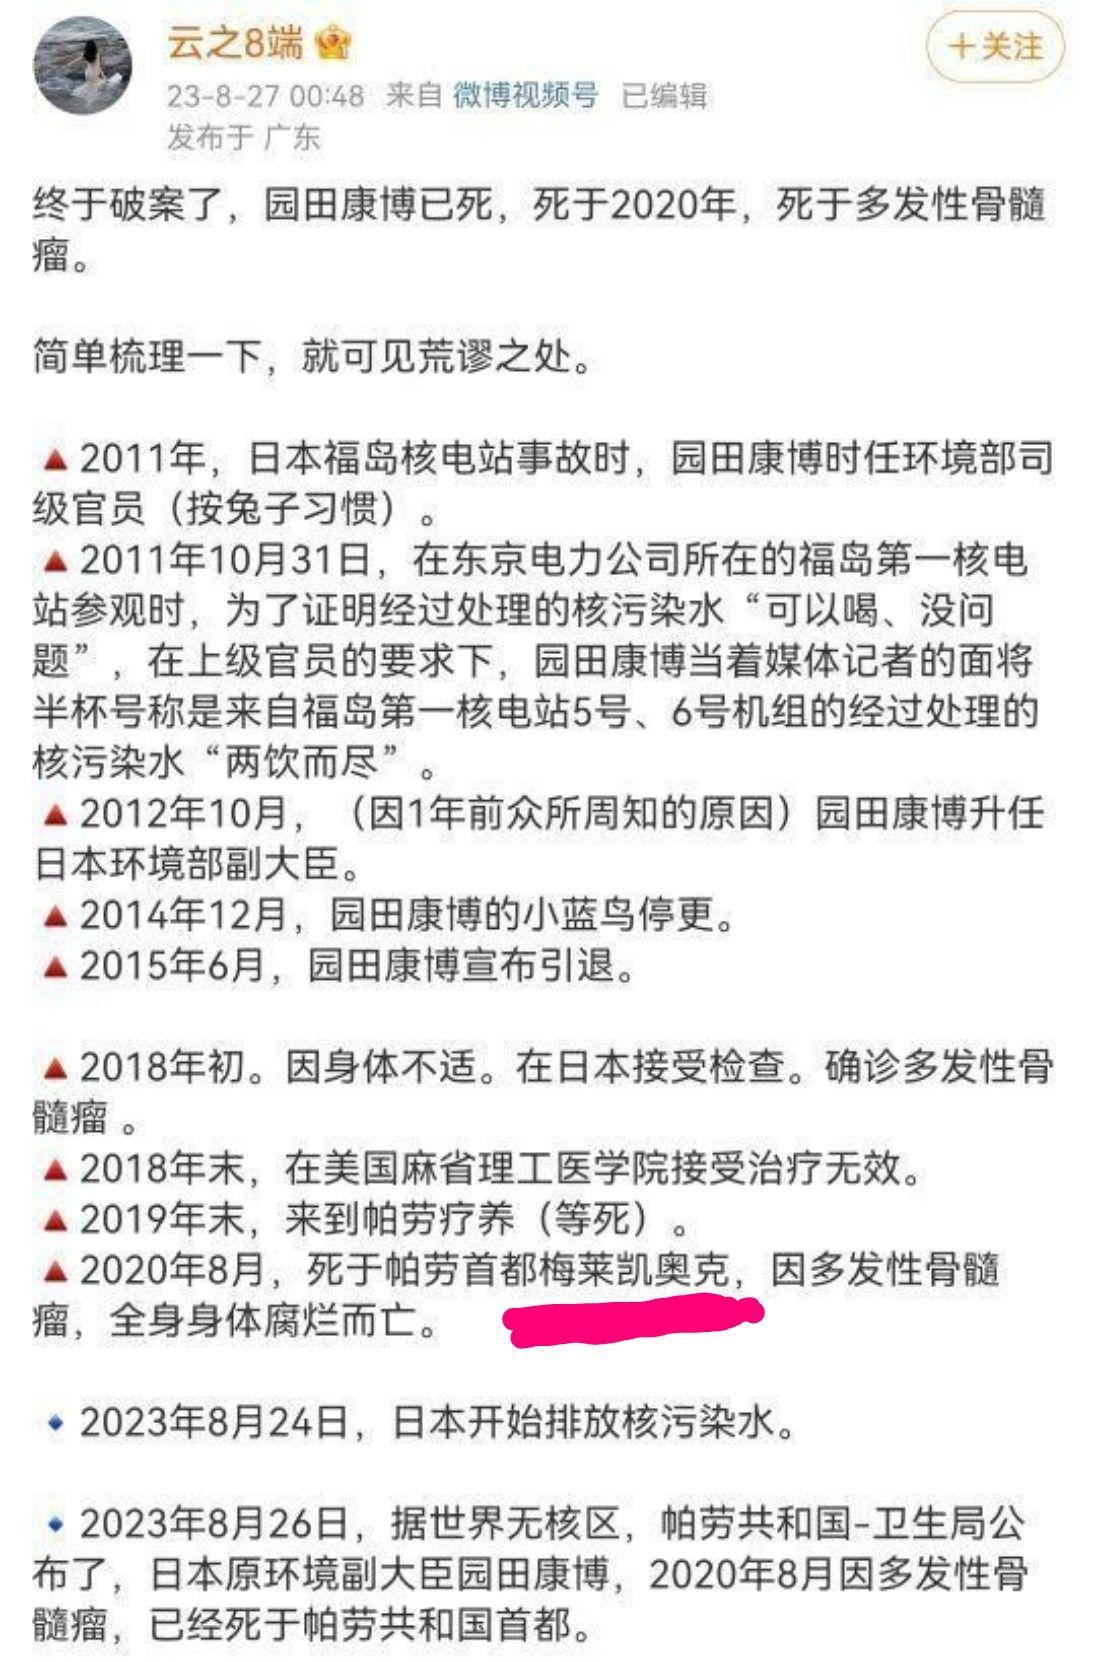 云之8端
+关注
23-8-27 00:48 来自 微博视频号 已编辑
发布于 广东
终于破案了，园田康博已死，死于2020年，死于多发性骨髓
瘤。
简单梳理一下，就可见荒谬之处。
🔺2011年，日本福岛核电站事故时，园田康博时任环境部司
级官员（按兔子习惯）。
🔺2011年10月31日，在东京电力公司所在的福岛第一核电
站参观时，为了证明经过处理的核污染水“可以喝、没问
题”，在上级官员的要求下，园田康博当着媒体记者的面将
半杯号称是来自福岛第一核电站5号、6号机组的经过处理的
核污染水“两饮而尽”。
🔺2012年10月，（因1年前众所周知的原因）园田康博升任
日本环境部副大臣。
🔺2014年12月，园田康博的小蓝鸟停更。
🔺2015年6月，园田康博宣布引退。
🔺2018年初。因身体不适。在日本接受检查。确诊多发性骨
髓瘤 。
🔺2018年末，在美国麻省理工医学院接受治疗无效。
🔺2019年末，来到帕劳疗养（等死）。
🔺2020年8月，死于帕劳首都梅莱凯奥克，因多发性骨髓
瘤，全身身体腐烂而亡。
🔹2023年8月24日，日本开始排放核污染水。
🔹2023年8月26日，据世界无核区，帕劳共和国-卫生局公
布了，日本原环境副大臣园田康博，2020年8月因多发性骨
髓瘤，已经死于帕劳共和国首都。